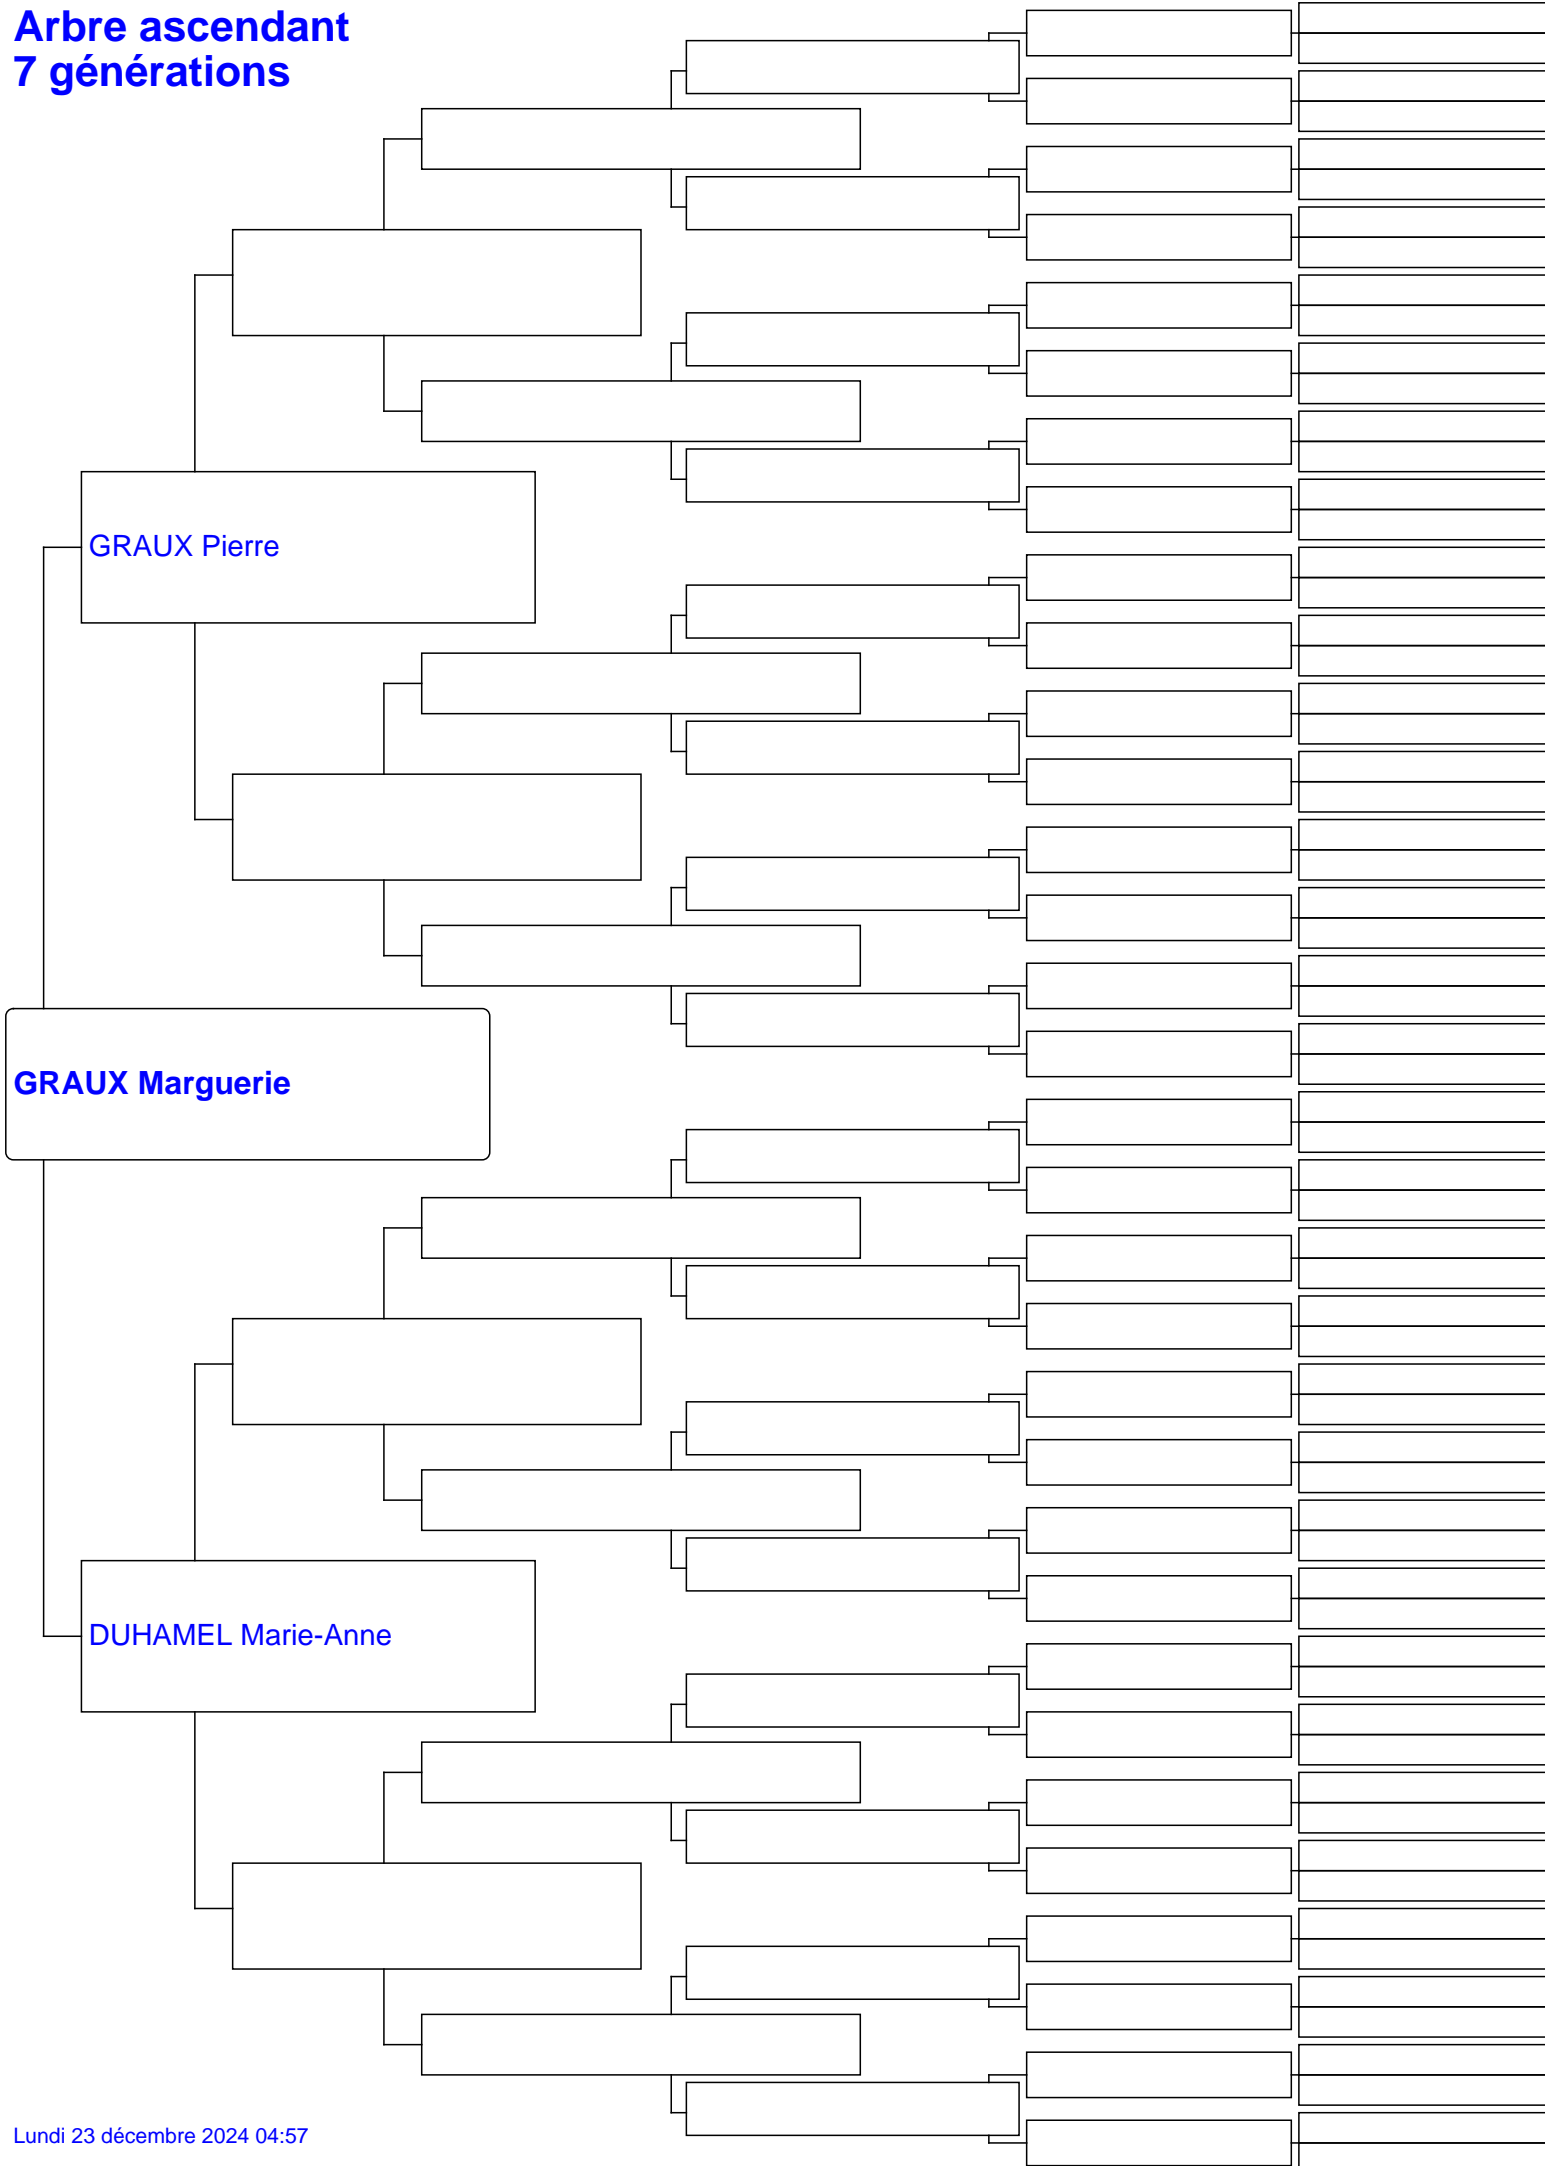 Arbre ascendant
7 générations
GRAUX Pierre
GRAUX Marguerie
DUHAMEL Marie-Anne
Lundi 23 décembre 2024 04:57